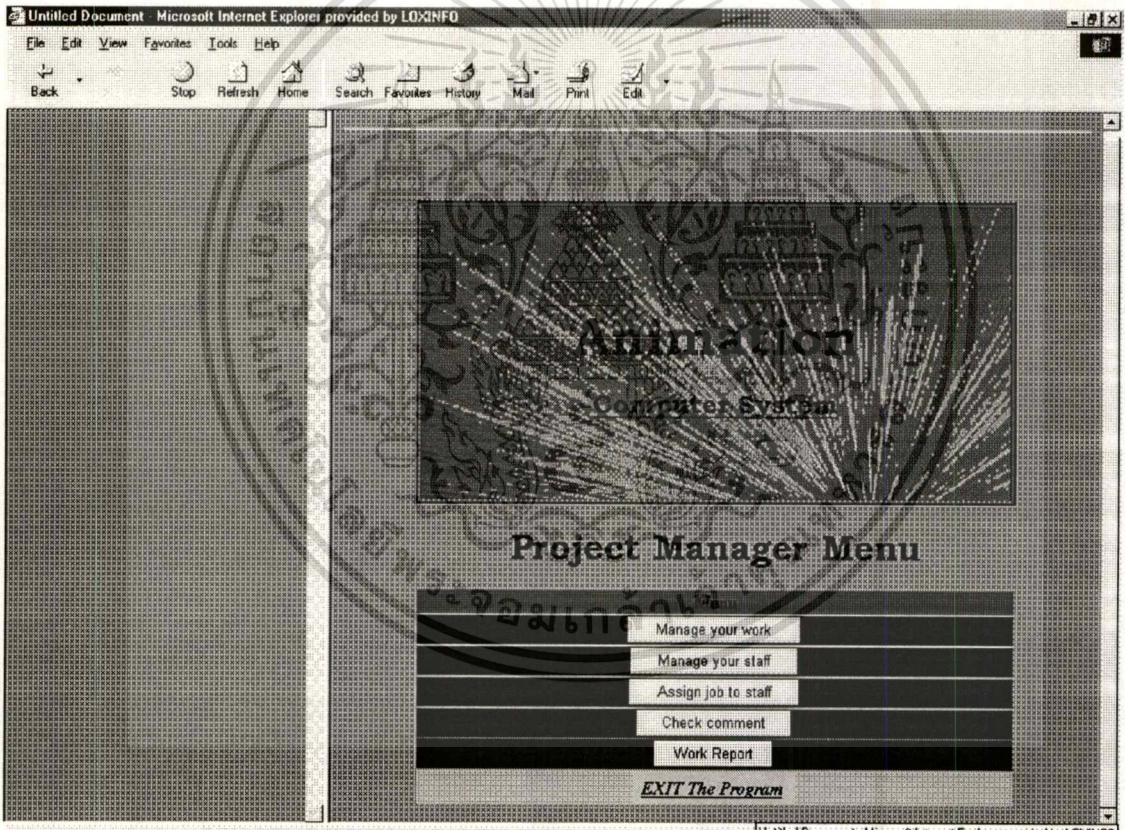 Untitled Document - Microsoft Internet Explorer provided by LOXINFO
File Edit View Favorites Tools Help
Back Stop Refresh Home Search Favorites History Mail Print Edit
Animation
Computer System
Project Manager Menu
Manage your work
Manage your staff
Assign job to staff
Check comment
Work Report
EXIT The Program